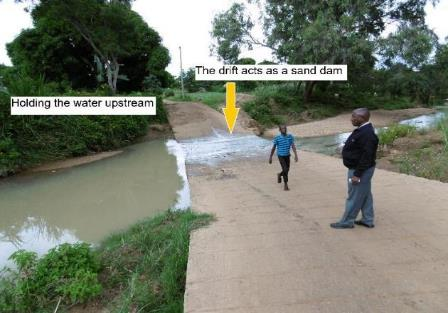 The drift acts as a sand dam
Holding the water upstream